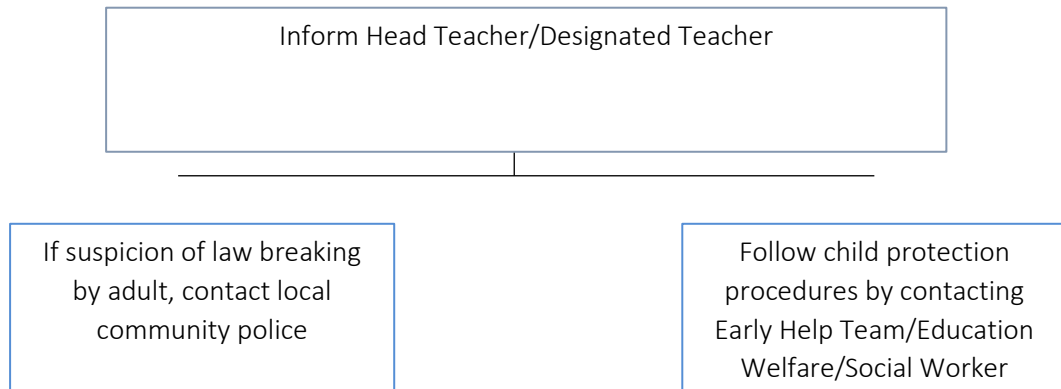 Inform Head Teacher/Designated Teacher
If suspicion of law breaking
by adult, contact local
community police
Follow child protection
procedures by contacting
Early Help Team/Education
Welfare/Social Worker